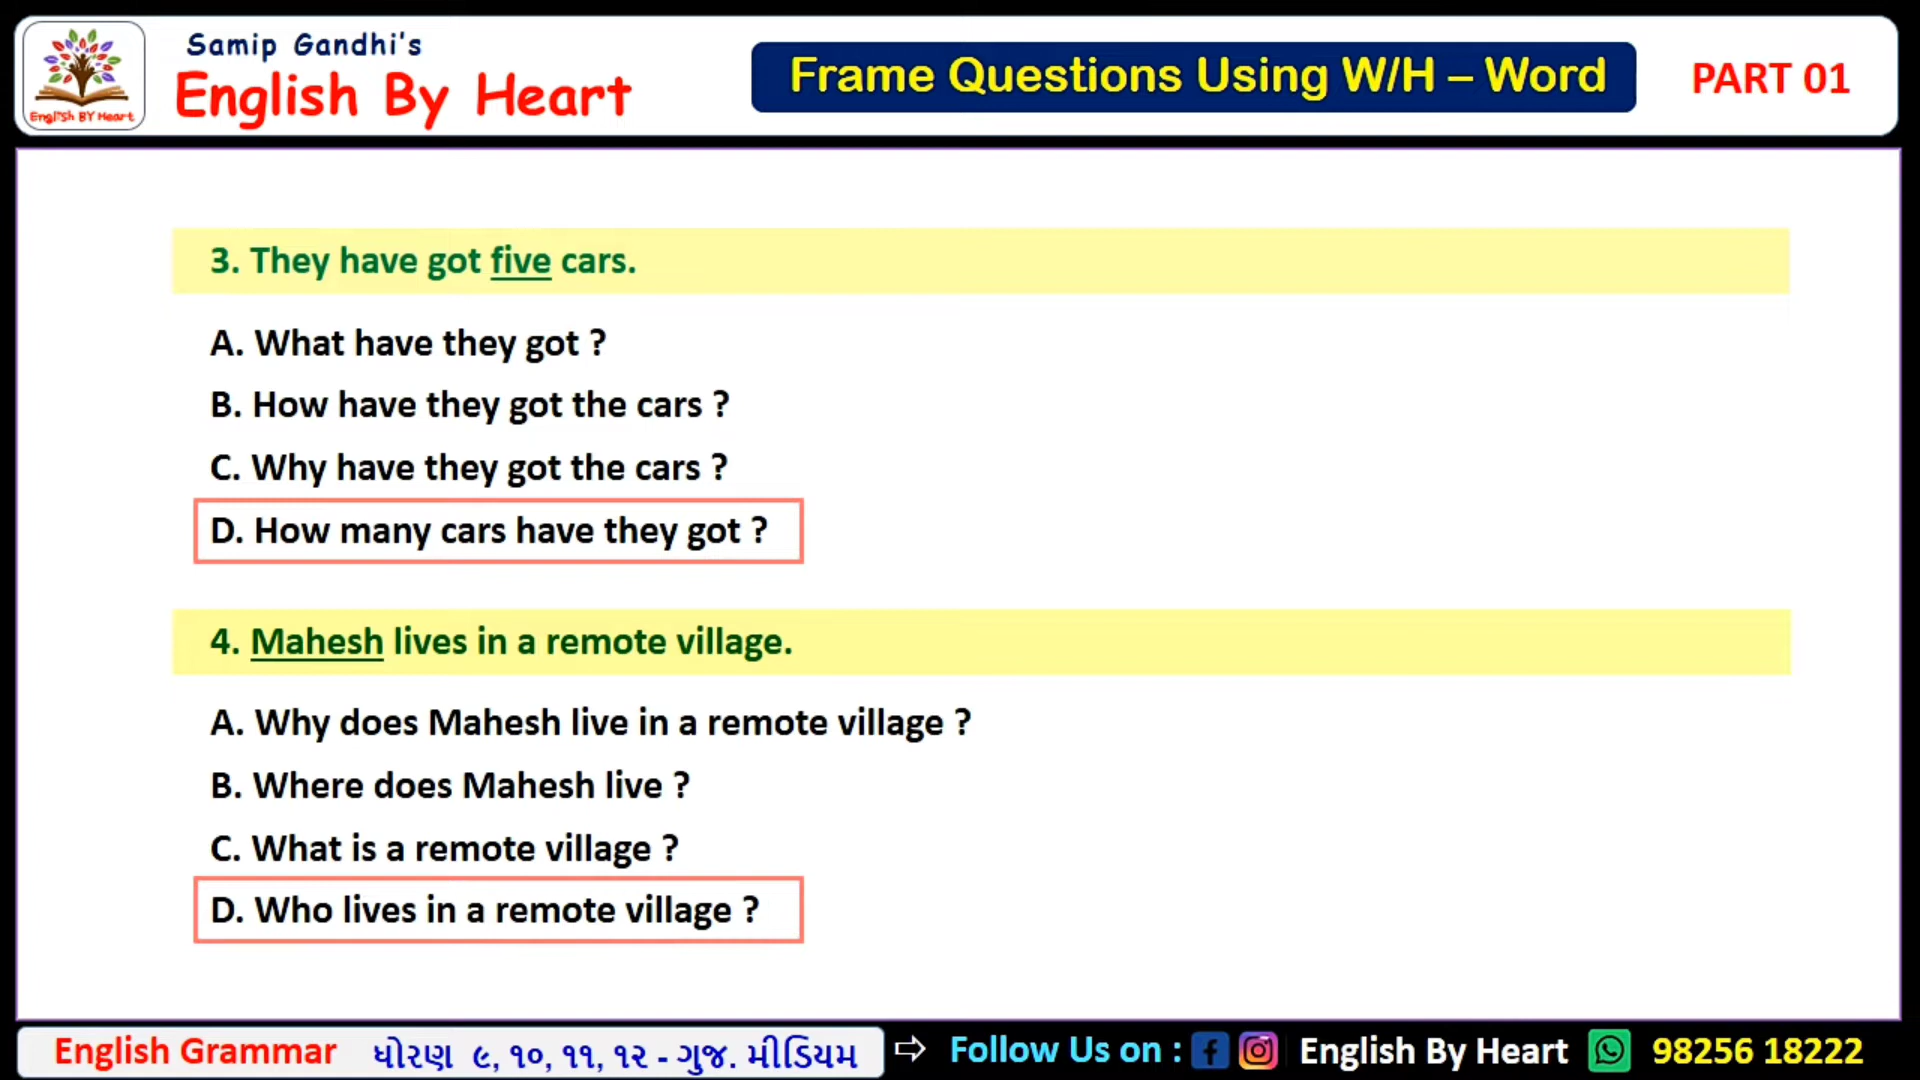 Samip Gandhi's
English By Heart
English BY Heart
Frame Questions Using W/H – Word
PART 01
3. They have got five cars.
A. What have they got ?
B. How have they got the cars ?
C. Why have they got the cars ?
D. How many cars have they got ?
4. Mahesh lives in a remote village.
A. Why does Mahesh live in a remote village ?
B. Where does Mahesh live ?
C. What is a remote village ?
D. Who lives in a remote village ?
English Grammar ધોરણ ૯, ૧૦, ૧૧, ૧૨ - ગુજ. મીડિયમ ⇨ Follow Us on : English By Heart 98256 18222